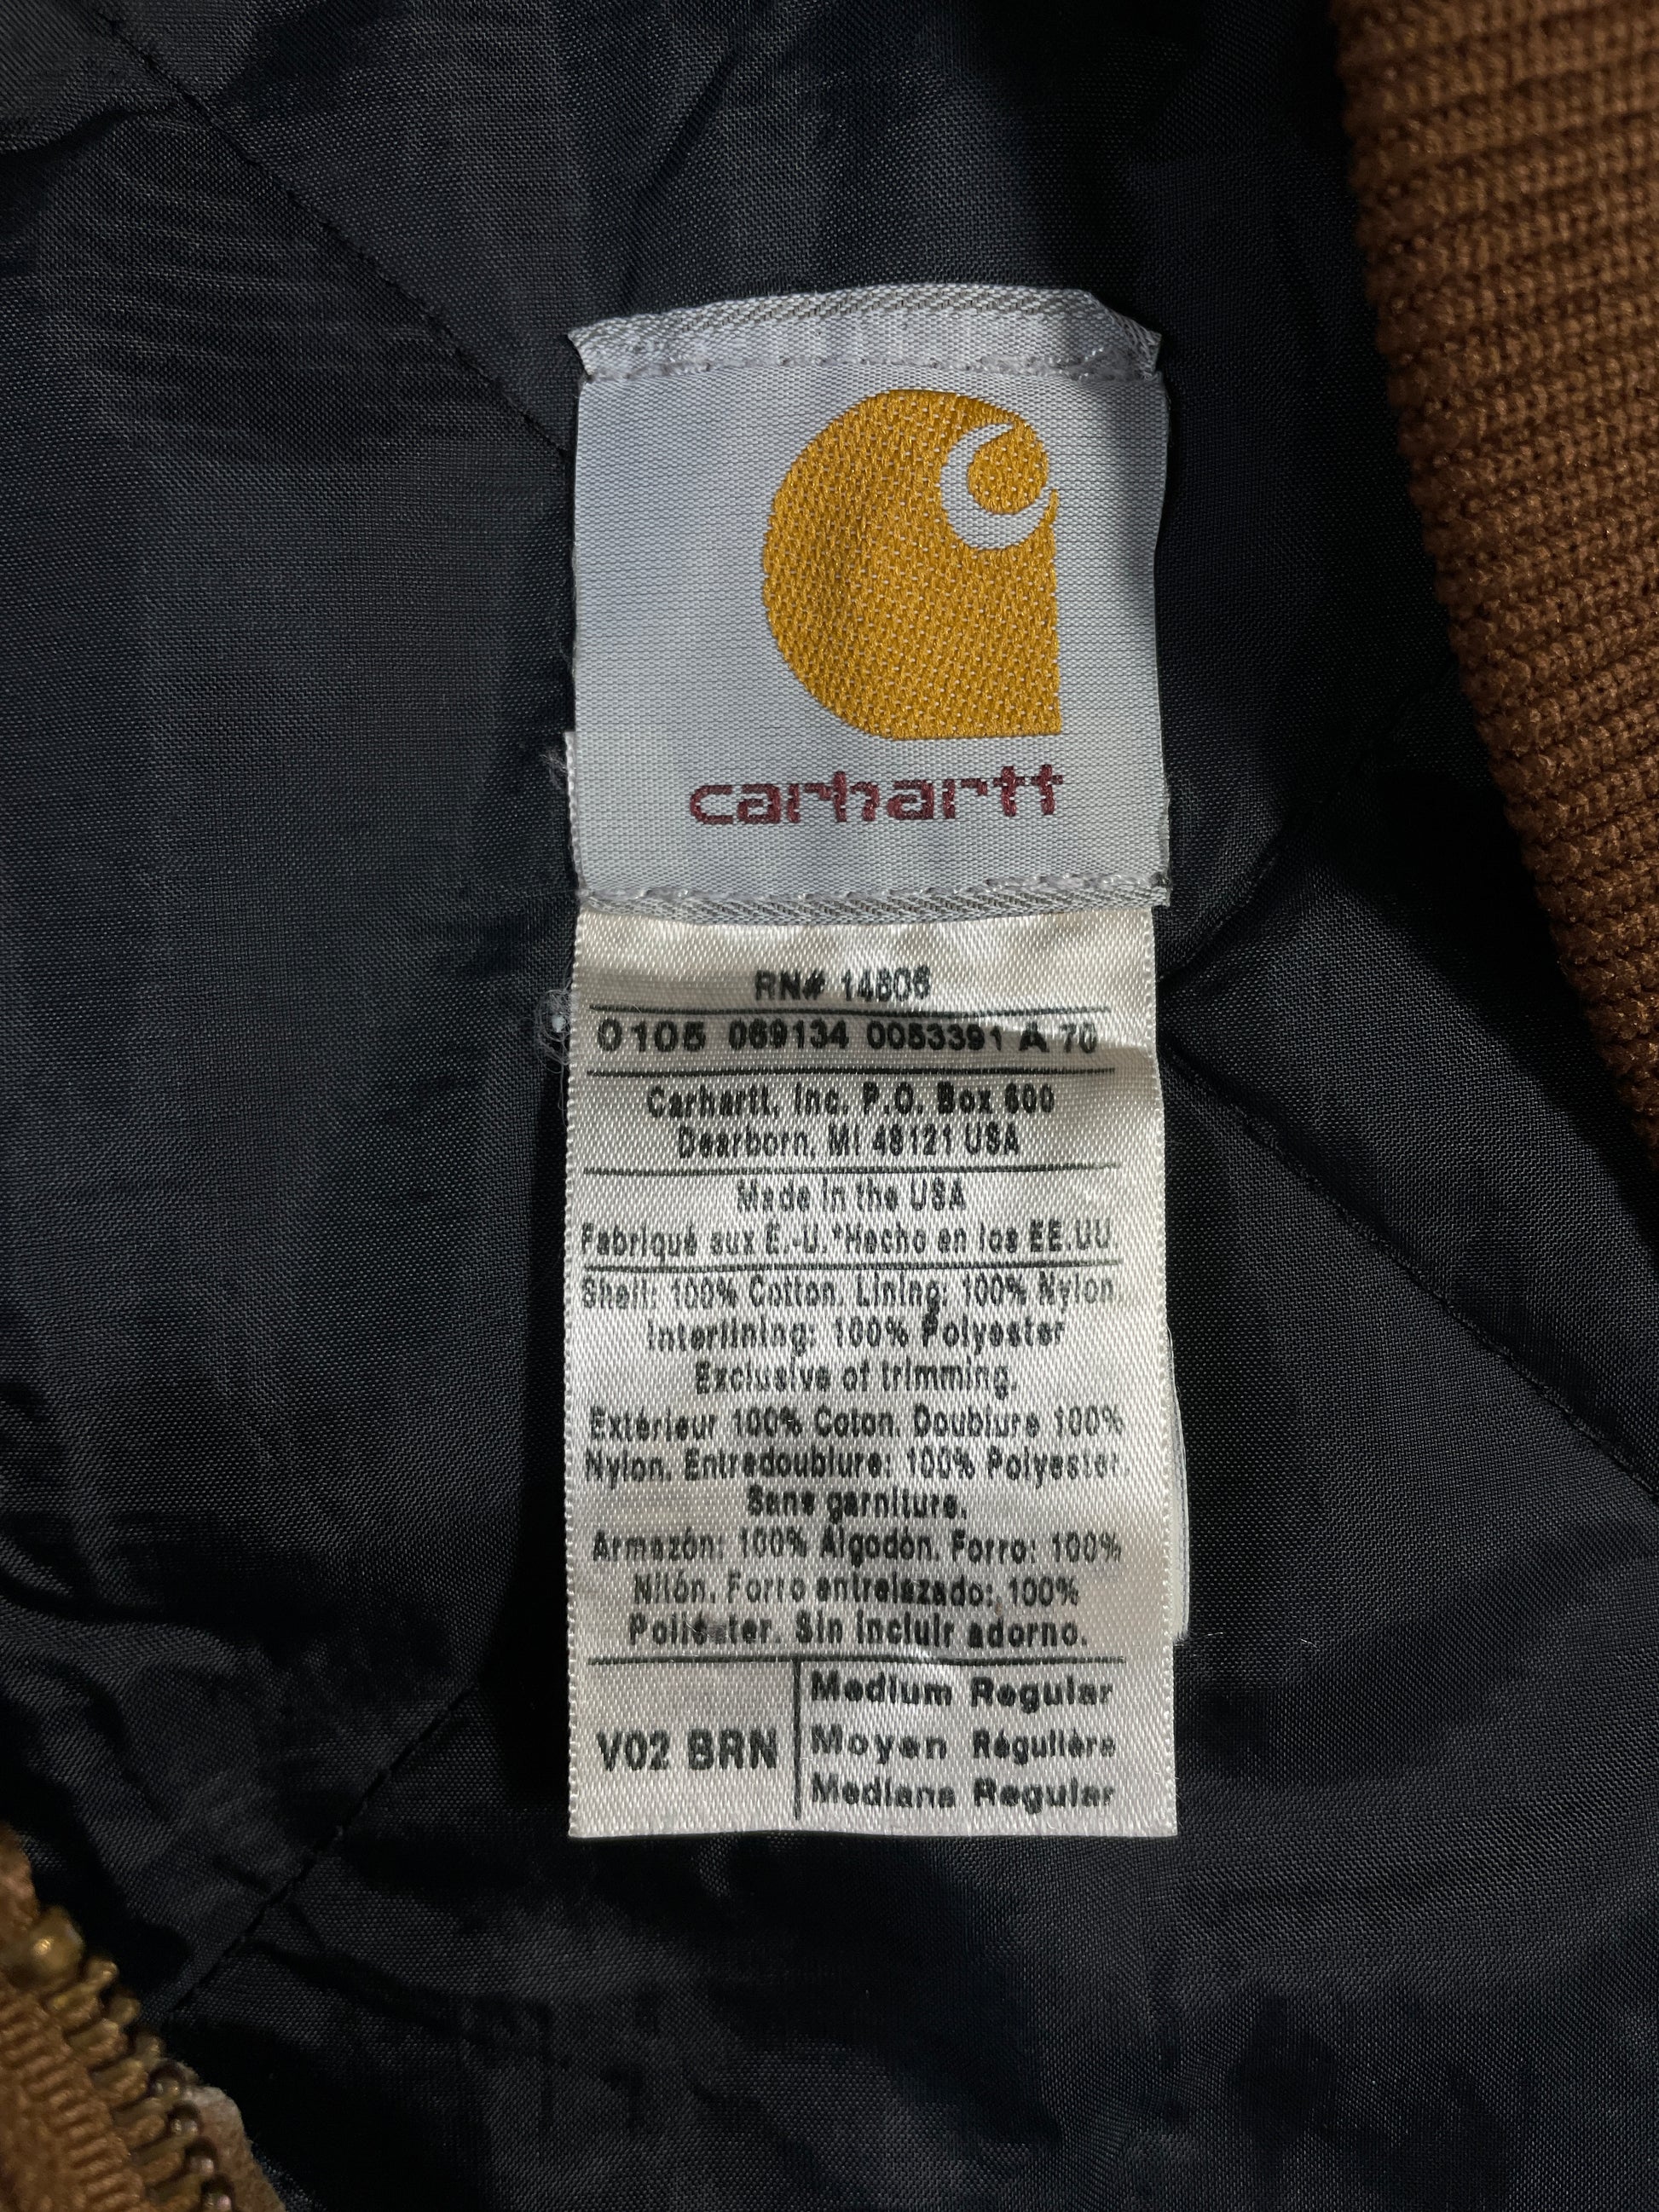 carhartt
RN# 14806
0105 069134 0053391 A 70
Carhartt, Inc. P.O. Box 600
Dearborn, MI 48121 USA
Made in the USA
Fabriqué aux É.-U.*Hecho en los EE.UU
Shell: 100% Cotton. Lining: 100% Nylon
Interlining: 100% Polyester
Exclusive of trimming.
Extérieur 100% Coton. Doublure 100%
Nylon. Entredoublure: 100% Polyester.
Sans garniture.
Armazón: 100% Algodón. Forro: 100%
Nilón. Forro entrelazado: 100%
Poliéster. Sin incluir adorno.
V02 BRN
Medium Regular
Moyen Régulière
Mediana Regular